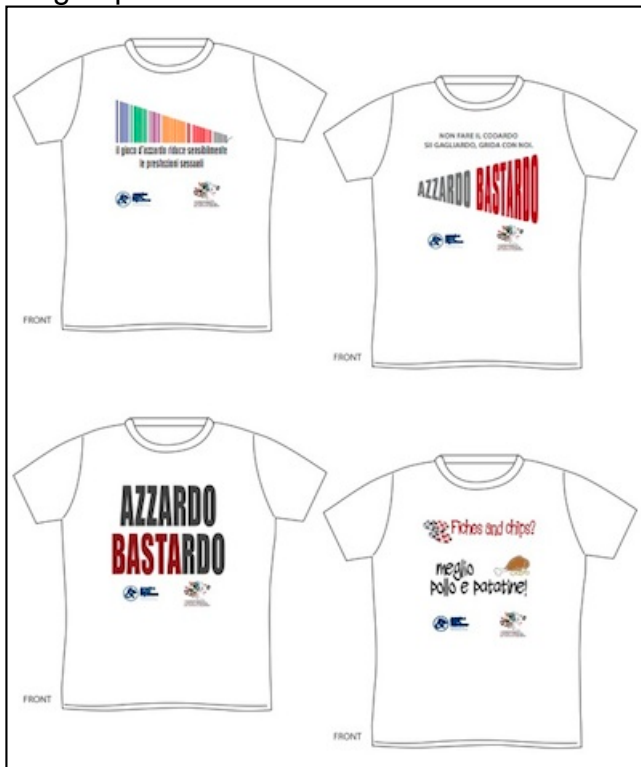 il gioco d'azzardo riduce sensibilmente
le prestazioni sessuali
FRONT
NON FARE IL CODARDO
SII GAGLIARDO, GRIDA CON NOI.
AZZARDO BASTARDO
FRONT
AZZARDO
BASTARDO
FRONT
Fiches and chips?
meglio
pollo e patatine!
FRONT